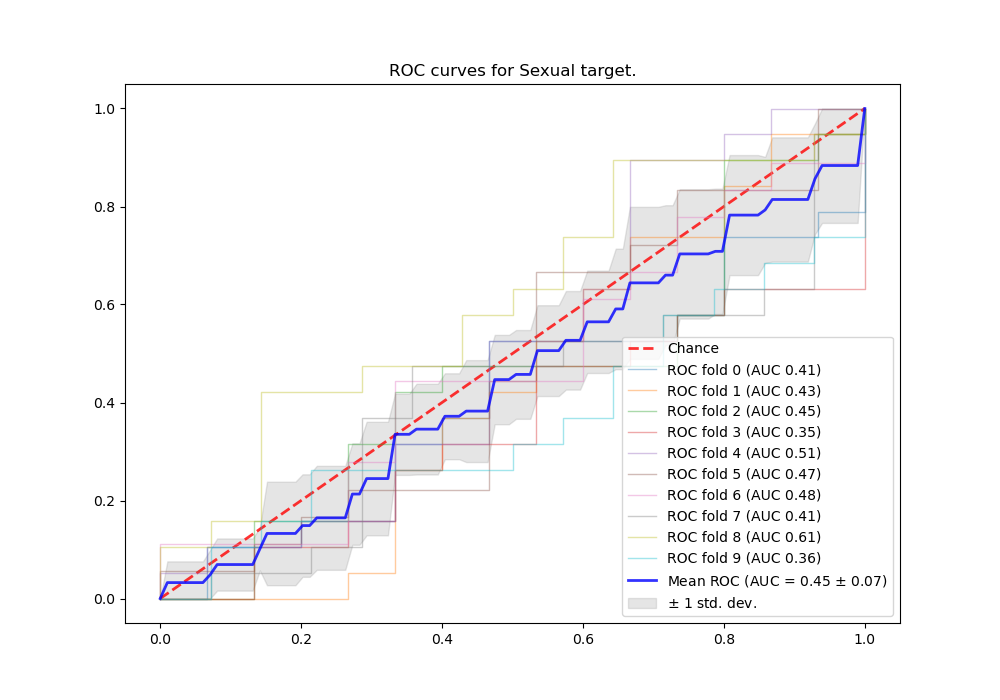 ROC curves for Sexual target.
1.0
0.8
0.6
0.4
0.2
0.0
0.0
0.2
0.4
0.6
0.8
1.0
Chance
ROC fold 0 (AUC 0.41)
ROC fold 1 (AUC 0.43)
ROC fold 2 (AUC 0.45)
ROC fold 3 (AUC 0.35)
ROC fold 4 (AUC 0.51)
ROC fold 5 (AUC 0.47)
ROC fold 6 (AUC 0.48)
ROC fold 7 (AUC 0.41)
ROC fold 8 (AUC 0.61)
ROC fold 9 (AUC 0.36)
Mean ROC (AUC = 0.45 ± 0.07)
± 1 std. dev.